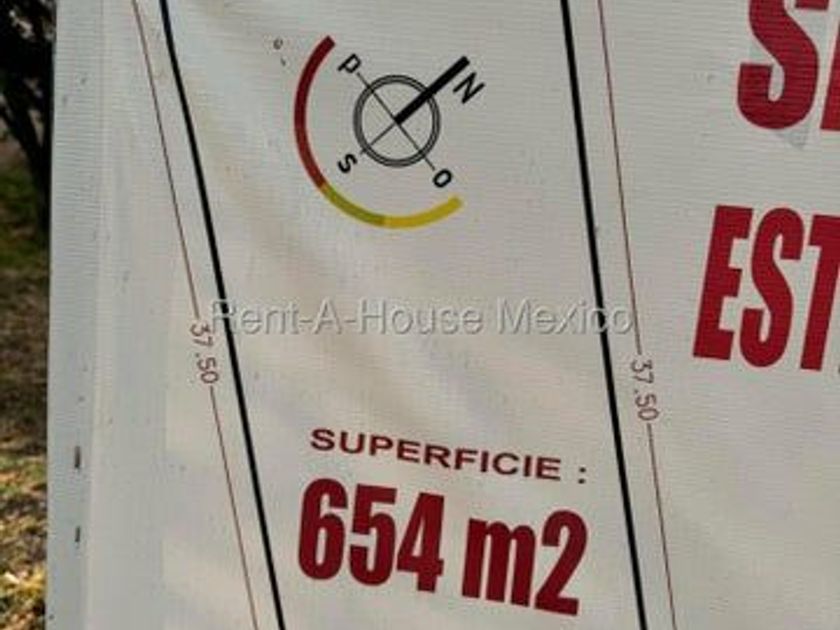 P
N
S
O
Rent-A-House Mexico
37.50
37.50
SUPERFICIE :
654 m2
EST